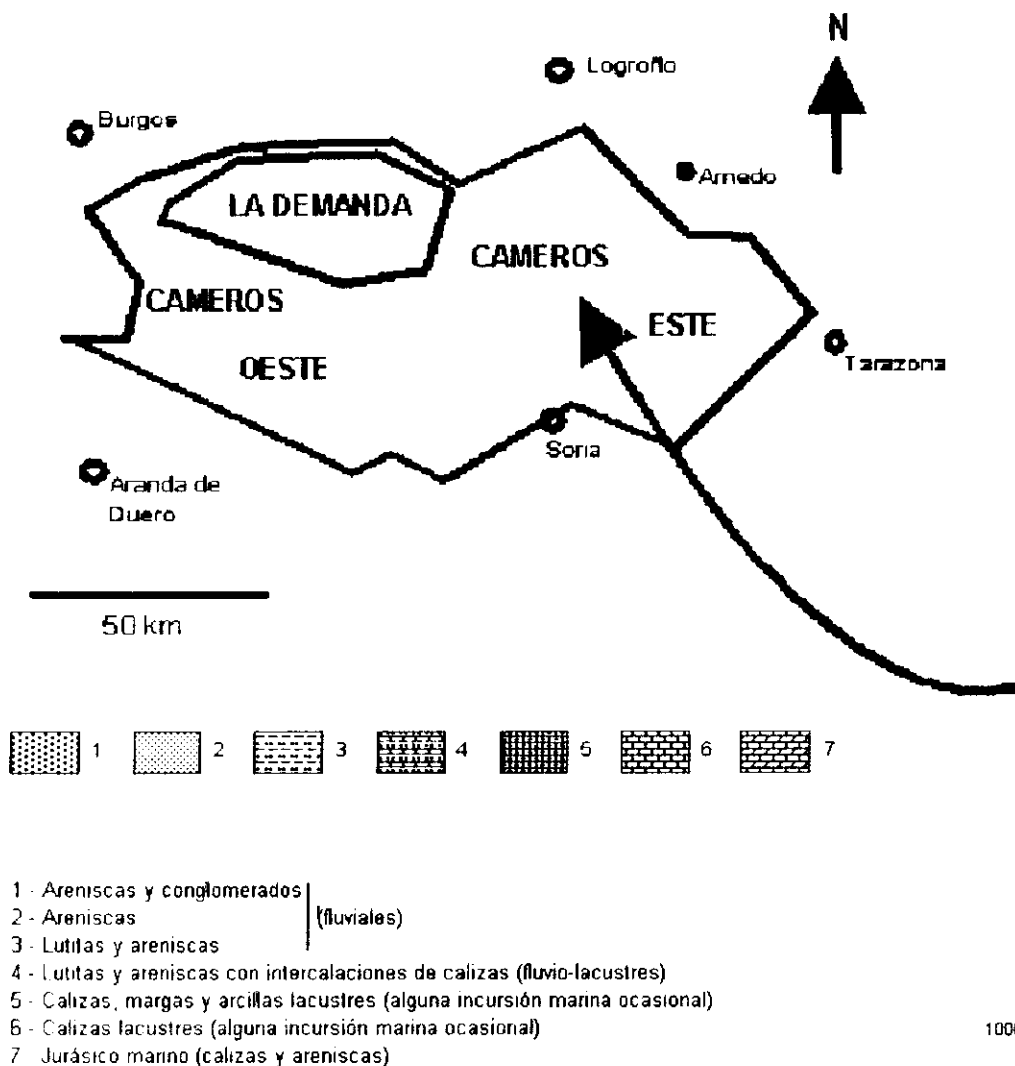 N
Logroño
Burgos
Arnedo
LA DEMANDA
CAMEROS
CAMEROS
ESTE
OESTE
Tarazona
Soria
Aranda de
Duero
50 km
1 2 3 4 5 6 7
1 - Areniscas y conglomerados
2 - Areniscas (fluviales)
3 - Lutitas y areniscas
4 - Lutitas y areniscas con intercalaciones de calizas (fluvio-lacustres)
5 - Calizas, margas y arcillas lacustres (alguna incursión marina ocasional)
6 - Calizas lacustres (alguna incursión marina ocasional)
7 Jurásico marino (calizas y areniscas)